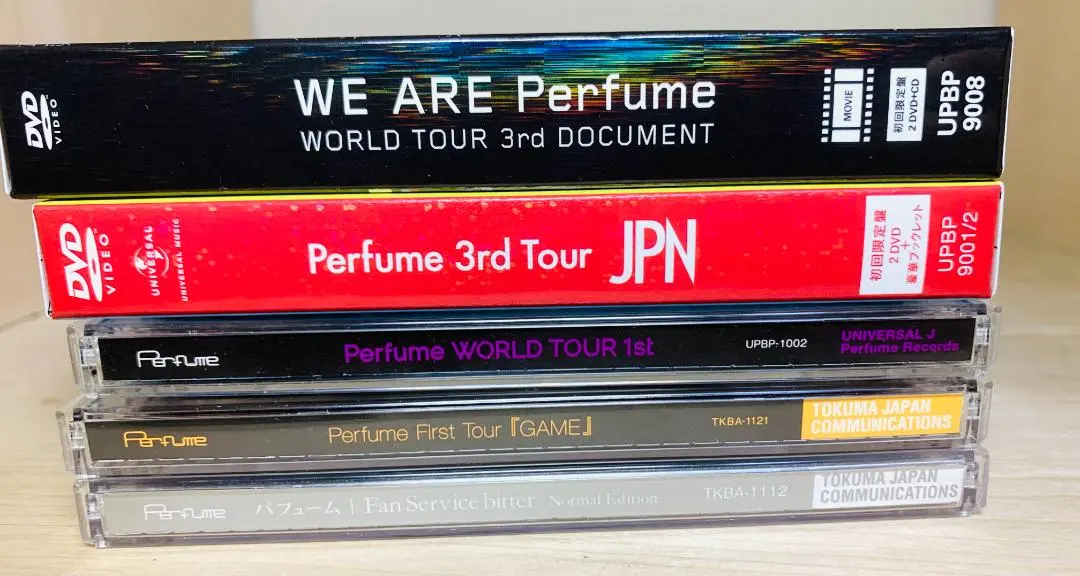 DVD
VIDEO
WE ARE Perfume
WORLD TOUR 3rd DOCUMENT
MOVIE
初回限定盤
2DVD+CD
UPBP
9008
DVD
VIDEO
UNIVERSAL
UNIVERSAL MUSIC
Perfume 3rd Tour JPN
初回限定盤
2DVD
+
豪華ブックレット
UPBP
9001/2
Perfume
Perfume WORLD TOUR 1st
UPBP-1002
UNIVERSAL J
Perfume Records
Perfume
Perfume First Tour『GAME』
TKBA-1121
TOKUMA JAPAN
COMMUNICATIONS
Perfume
パフューム | Fan Service bitter Normal Edition
TKBA-1112
TOKUMA JAPAN
COMMUNICATIONS